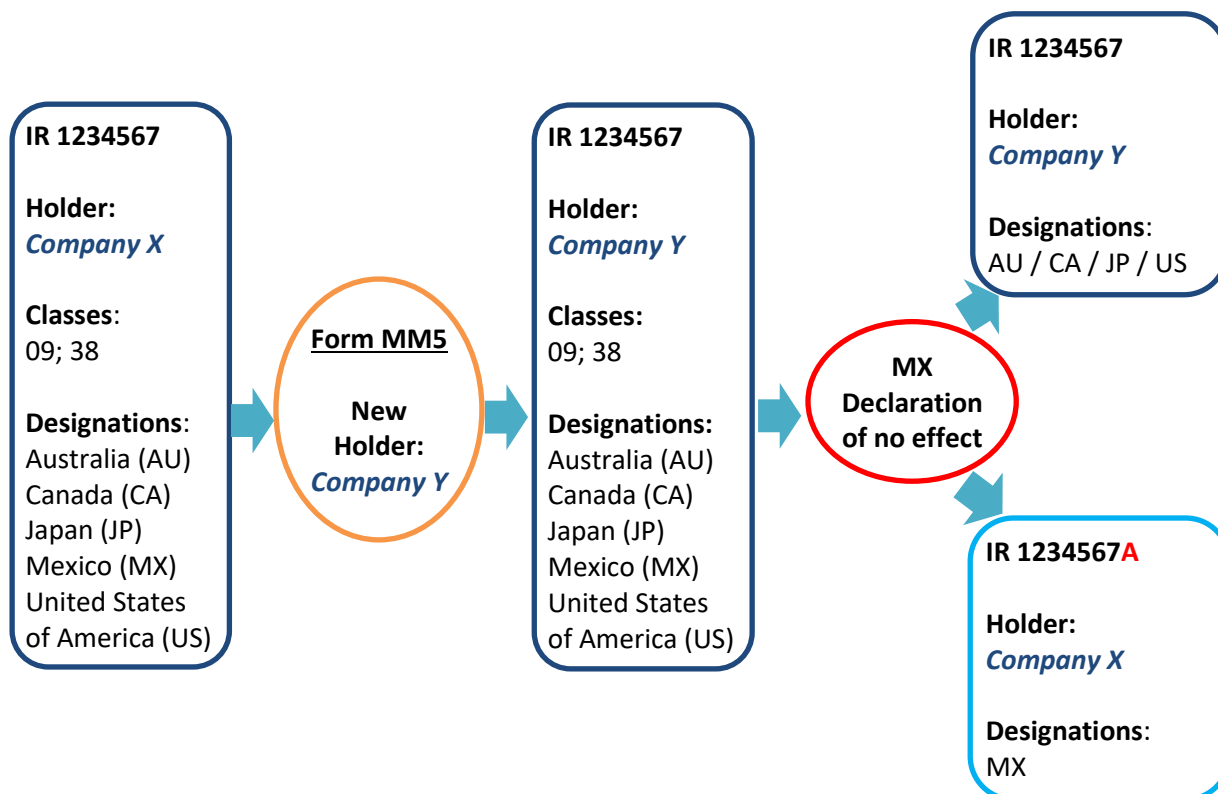 IR 1234567
Holder:
Company X
Classes:
09; 38
Designations:
Australia (AU)
Canada (CA)
Japan (JP)
Mexico (MX)
United States
of America (US)
Form MM5
New
Holder:
Company Y
IR 1234567
Holder:
Company Y
Classes:
09; 38
Designations:
Australia (AU)
Canada (CA)
Japan (JP)
Mexico (MX)
United States
of America (US)
MX
Declaration
of no effect
IR 1234567
Holder:
Company Y
Designations:
AU / CA / JP / US
IR 1234567A
Holder:
Company X
Designations:
MX